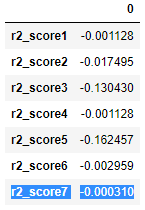 0
r2_score1 -0.001128
r2_score2 -0.017495
r2_score3 -0.130430
r2_score4 -0.001128
r2_score5 -0.162457
r2_score6 -0.002959
r2_score7 -0.000310